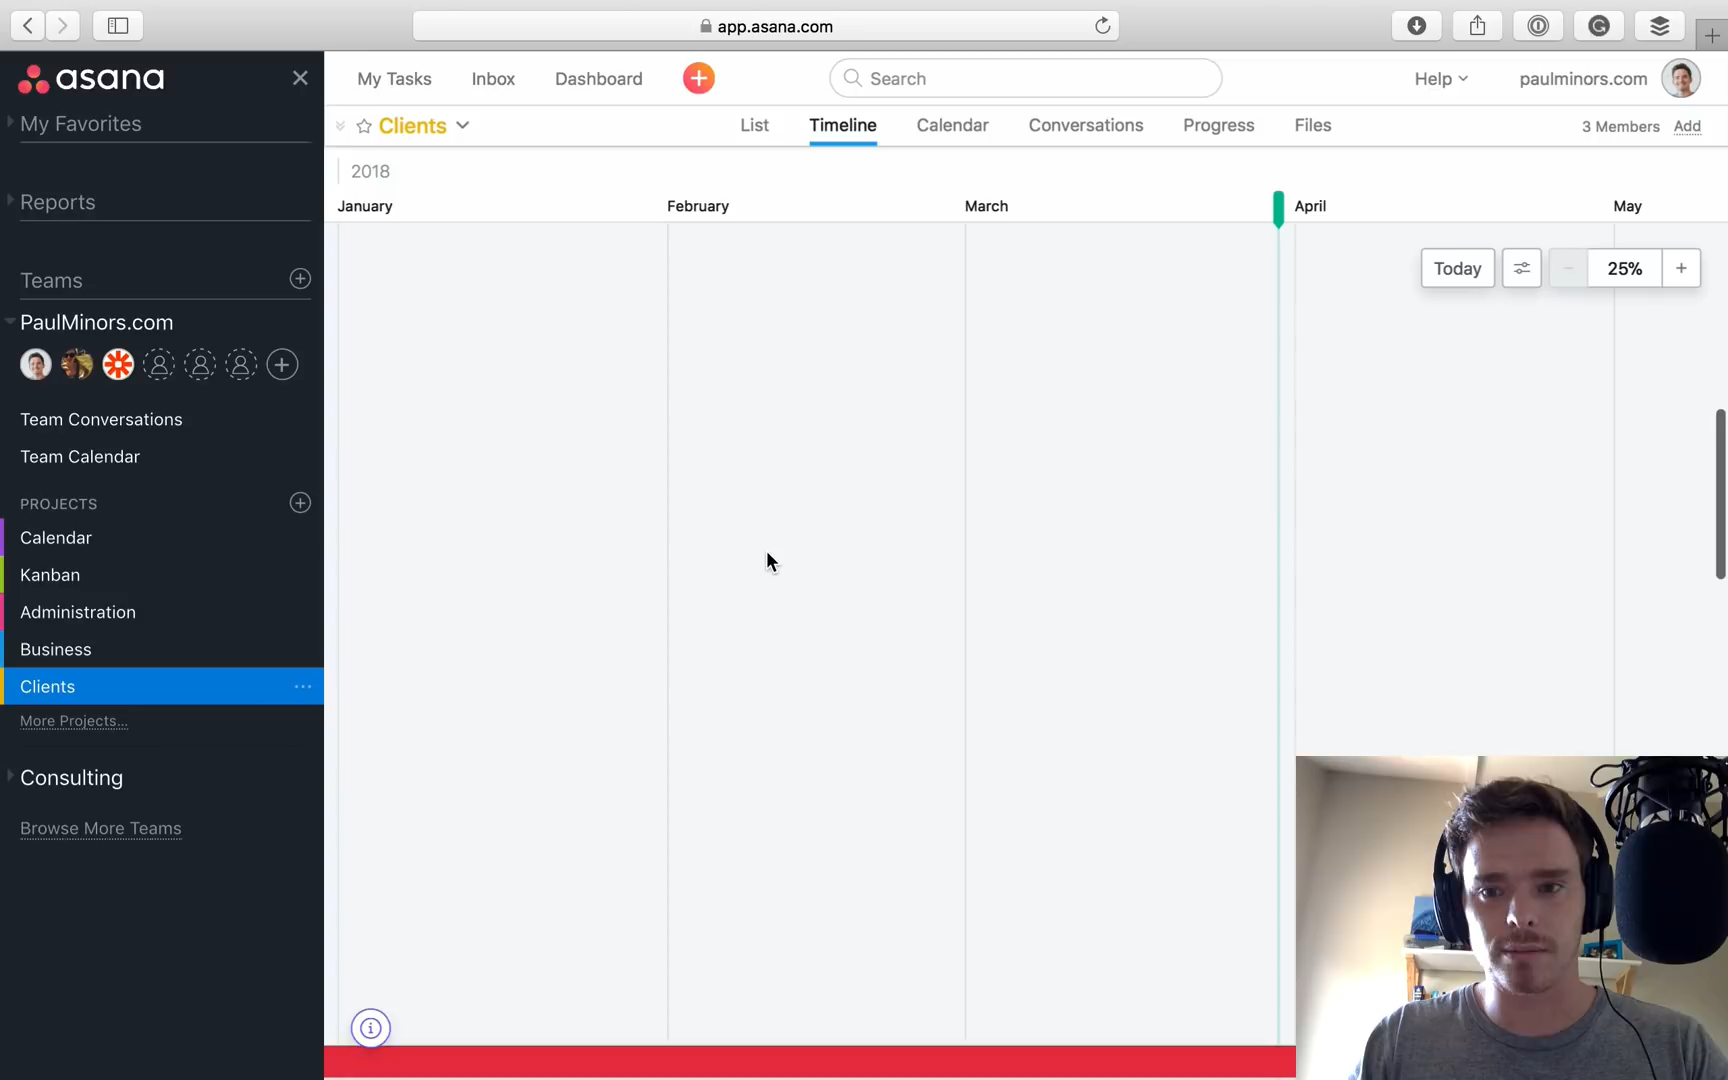 app.asana.com
asana
My Tasks
Inbox
Dashboard
Search
Help
paulminors.com
My Favorites
Clients
List
Timeline
Calendar
Conversations
Progress
Files
3 Members
Add
2018
January
February
March
April
May
Reports
Today
25%
Teams
PaulMinors.com
Team Conversations
Team Calendar
PROJECTS
Calendar
Kanban
Administration
Business
Clients
More Projects...
Consulting
Browse More Teams